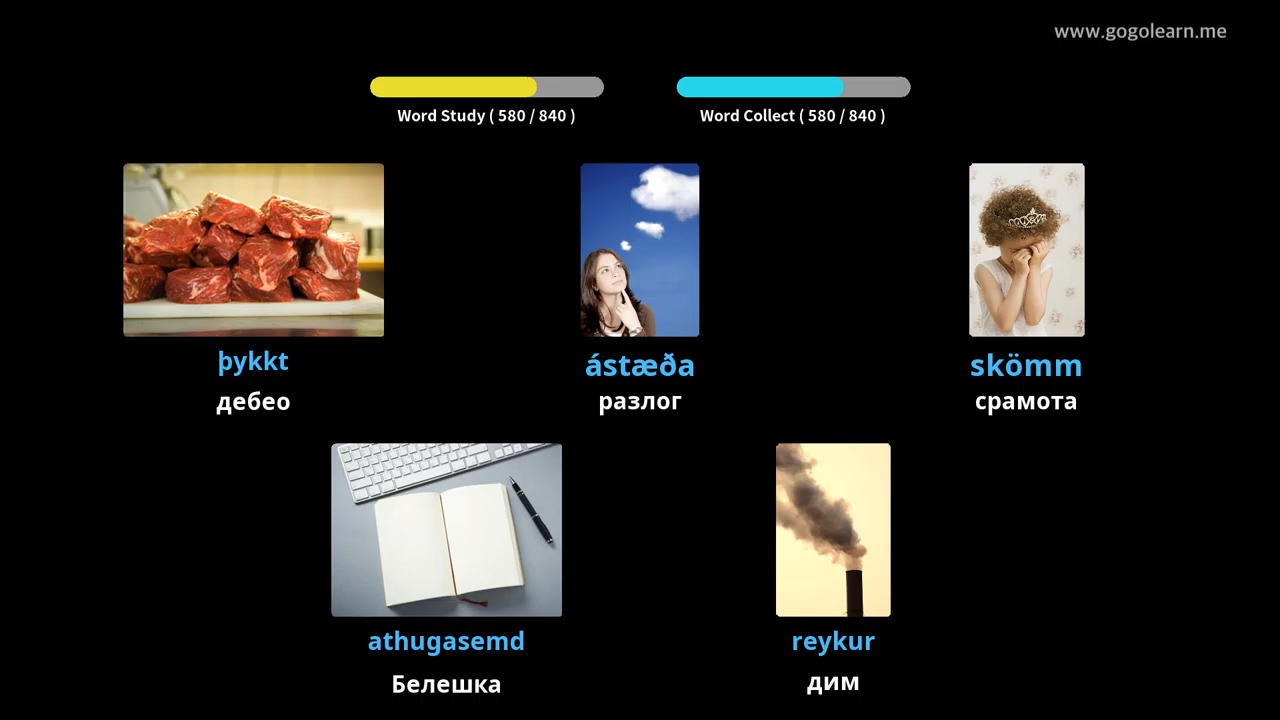 www.gogolearn.me
Word Study ( 580 / 840 )
Word Collect ( 580 / 840 )
þykkt
ástæða
skömm
дебео
разлог
срамота
athugasemd
reykur
Белешка
дим